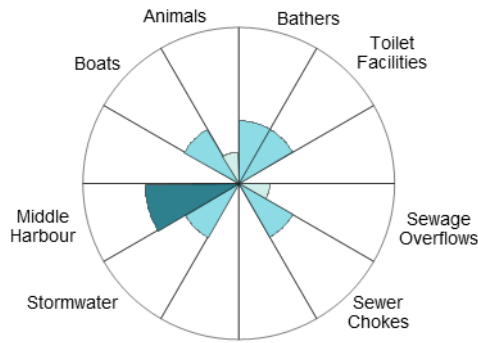 Animals
Bathers
Toilet
Facilities
Boats
Middle
Harbour
Sewage
Overflows
Stormwater
Sewer
Chokes